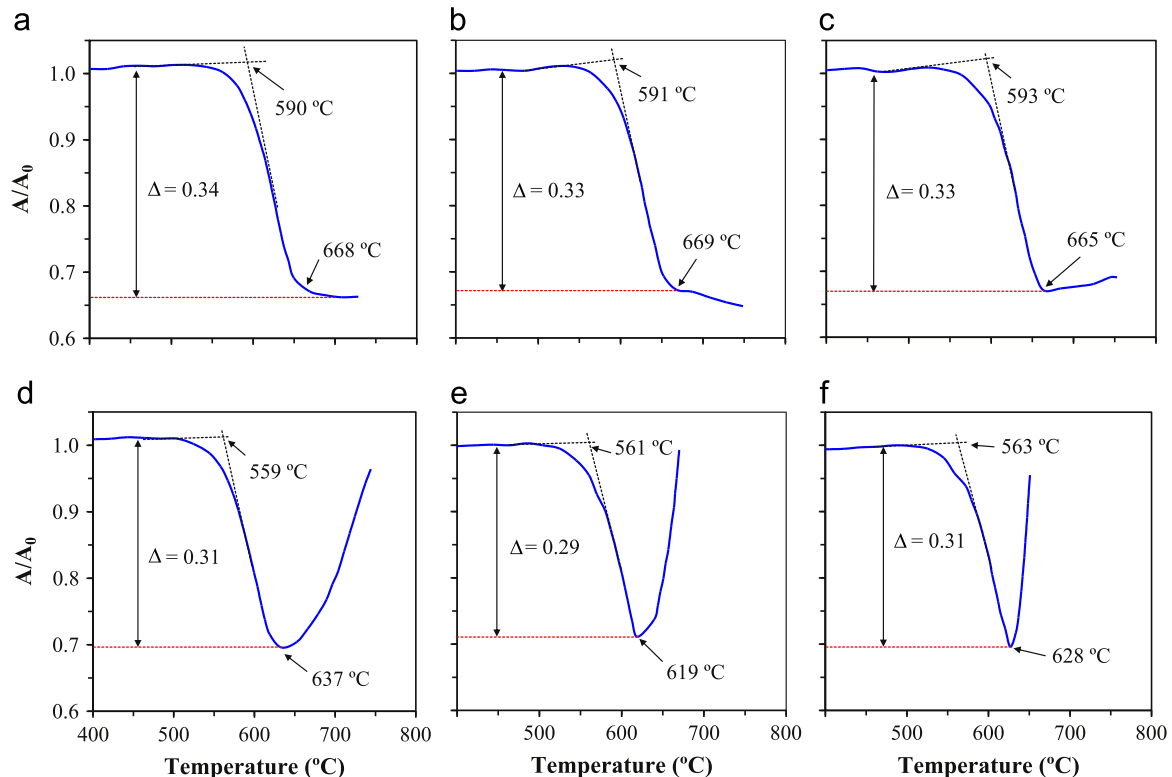 a
b
c
1.0
0.9
0.8
0.7
0.6
A/A0
590 ºC
Δ = 0.34
668 ºC
591 ºC
Δ = 0.33
669 ºC
593 ºC
Δ = 0.33
665 ºC
d
e
f
1.0
0.9
0.8
0.7
0.6
A/A0
559 ºC
Δ = 0.31
637 ºC
561 ºC
Δ = 0.29
619 ºC
563 ºC
Δ = 0.31
628 ºC
400 500 600 700 800
400 500 600 700 800
400 500 600 700 800
Temperature (ºC)
Temperature (ºC)
Temperature (ºC)